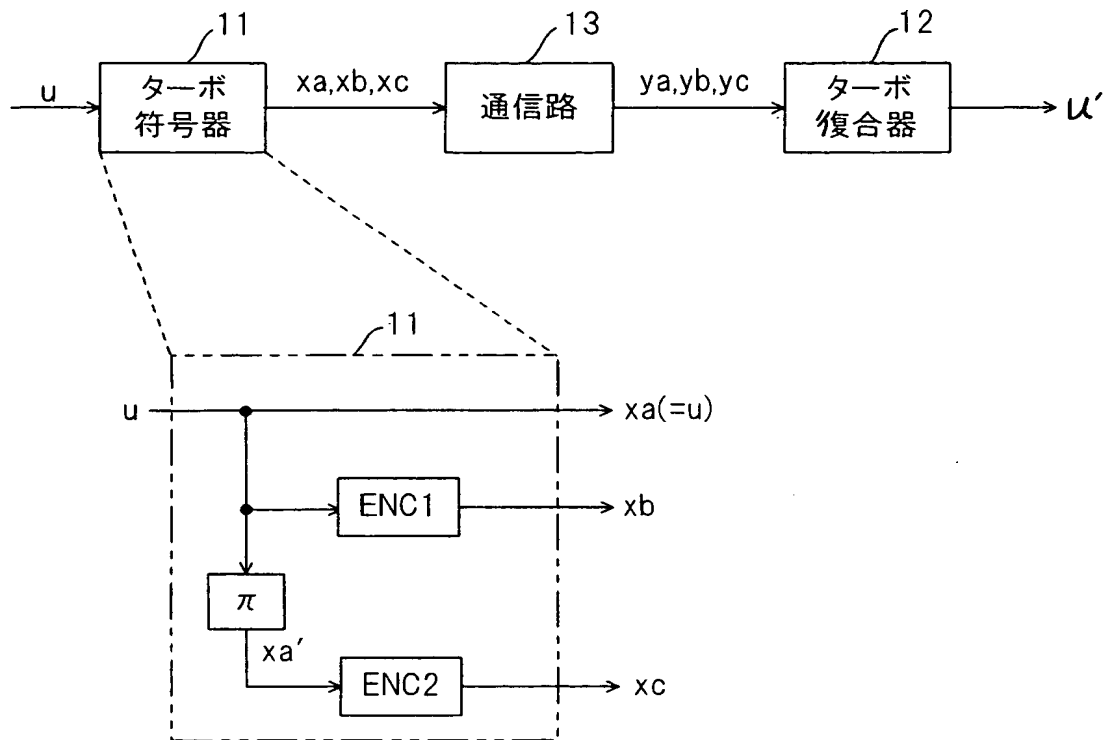 11
13
12
u
ターボ
符号器
xa,xb,xc
通信路
ya,yb,yc
ターボ
復合器
u′
11
u
xa(=u)
ENC1
xb
π
xa′
ENC2
xc